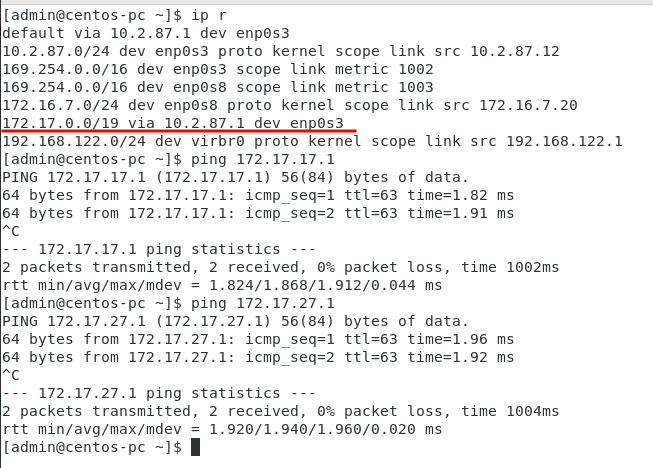 [admin@centos-pc ~]$ ip r
default via 10.2.87.1 dev enp0s3
10.2.87.0/24 dev enp0s3 proto kernel scope link src 10.2.87.12
169.254.0.0/16 dev enp0s3 scope link metric 1002
169.254.0.0/16 dev enp0s8 scope link metric 1003
172.16.7.0/24 dev enp0s8 proto kernel scope link src 172.16.7.20
172.17.0.0/19 via 10.2.87.1 dev enp0s3
192.168.122.0/24 dev virbr0 proto kernel scope link src 192.168.122.1
[admin@centos-pc ~]$ ping 172.17.17.1
PING 172.17.17.1 (172.17.17.1) 56(84) bytes of data.
64 bytes from 172.17.17.1: icmp_seq=1 ttl=63 time=1.82 ms
64 bytes from 172.17.17.1: icmp_seq=2 ttl=63 time=1.91 ms
^C
--- 172.17.17.1 ping statistics ---
2 packets transmitted, 2 received, 0% packet loss, time 1002ms
rtt min/avg/max/mdev = 1.824/1.868/1.912/0.044 ms
[admin@centos-pc ~]$ ping 172.17.27.1
PING 172.17.27.1 (172.17.27.1) 56(84) bytes of data.
64 bytes from 172.17.27.1: icmp_seq=1 ttl=63 time=1.96 ms
64 bytes from 172.17.27.1: icmp_seq=2 ttl=63 time=1.92 ms
^C
--- 172.17.27.1 ping statistics ---
2 packets transmitted, 2 received, 0% packet loss, time 1004ms
rtt min/avg/max/mdev = 1.920/1.940/1.960/0.020 ms
[admin@centos-pc ~]$